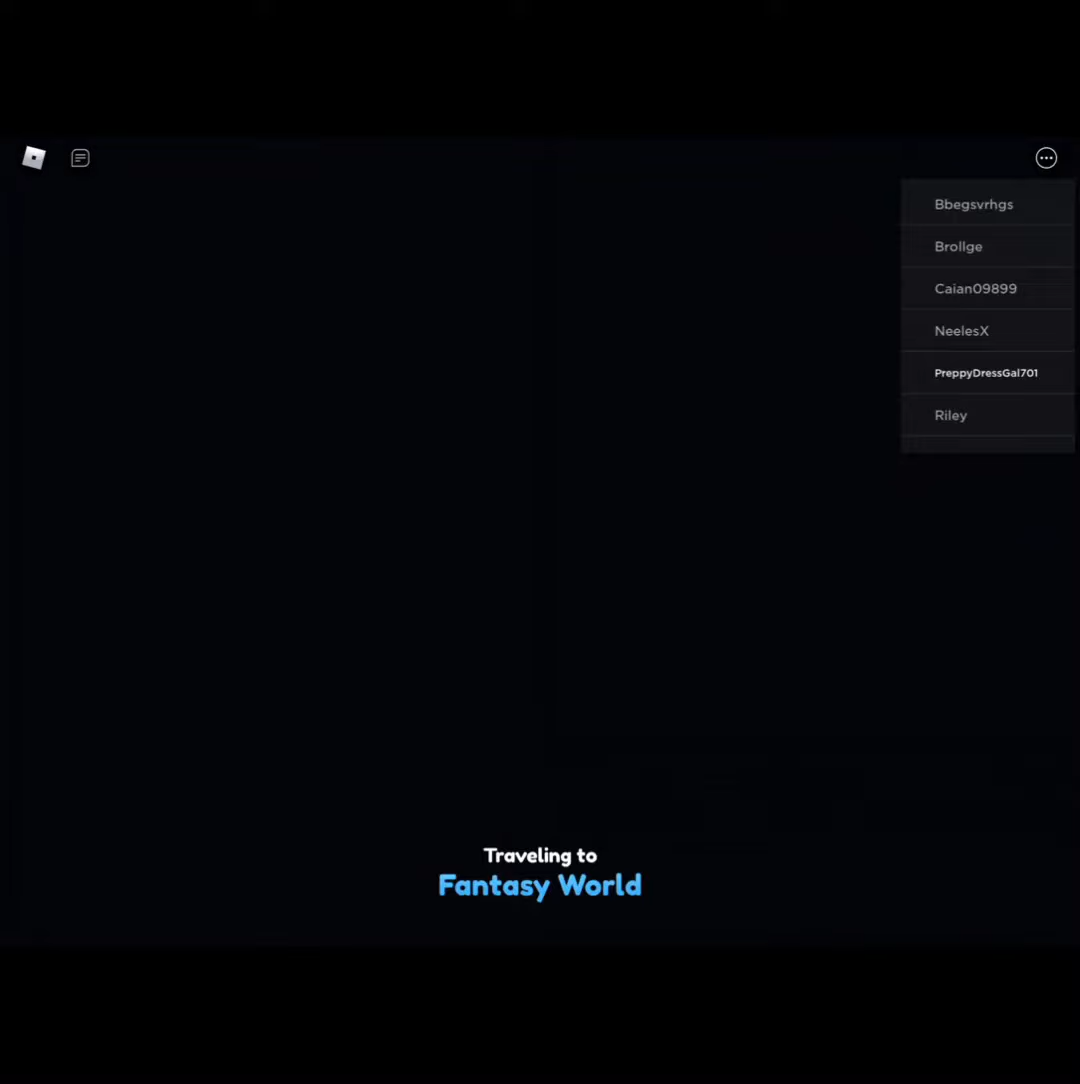 Bbegsvrhgs
Brollge
Caian09899
NeelesX
PreppyDressGal701
Riley
Traveling to
Fantasy World